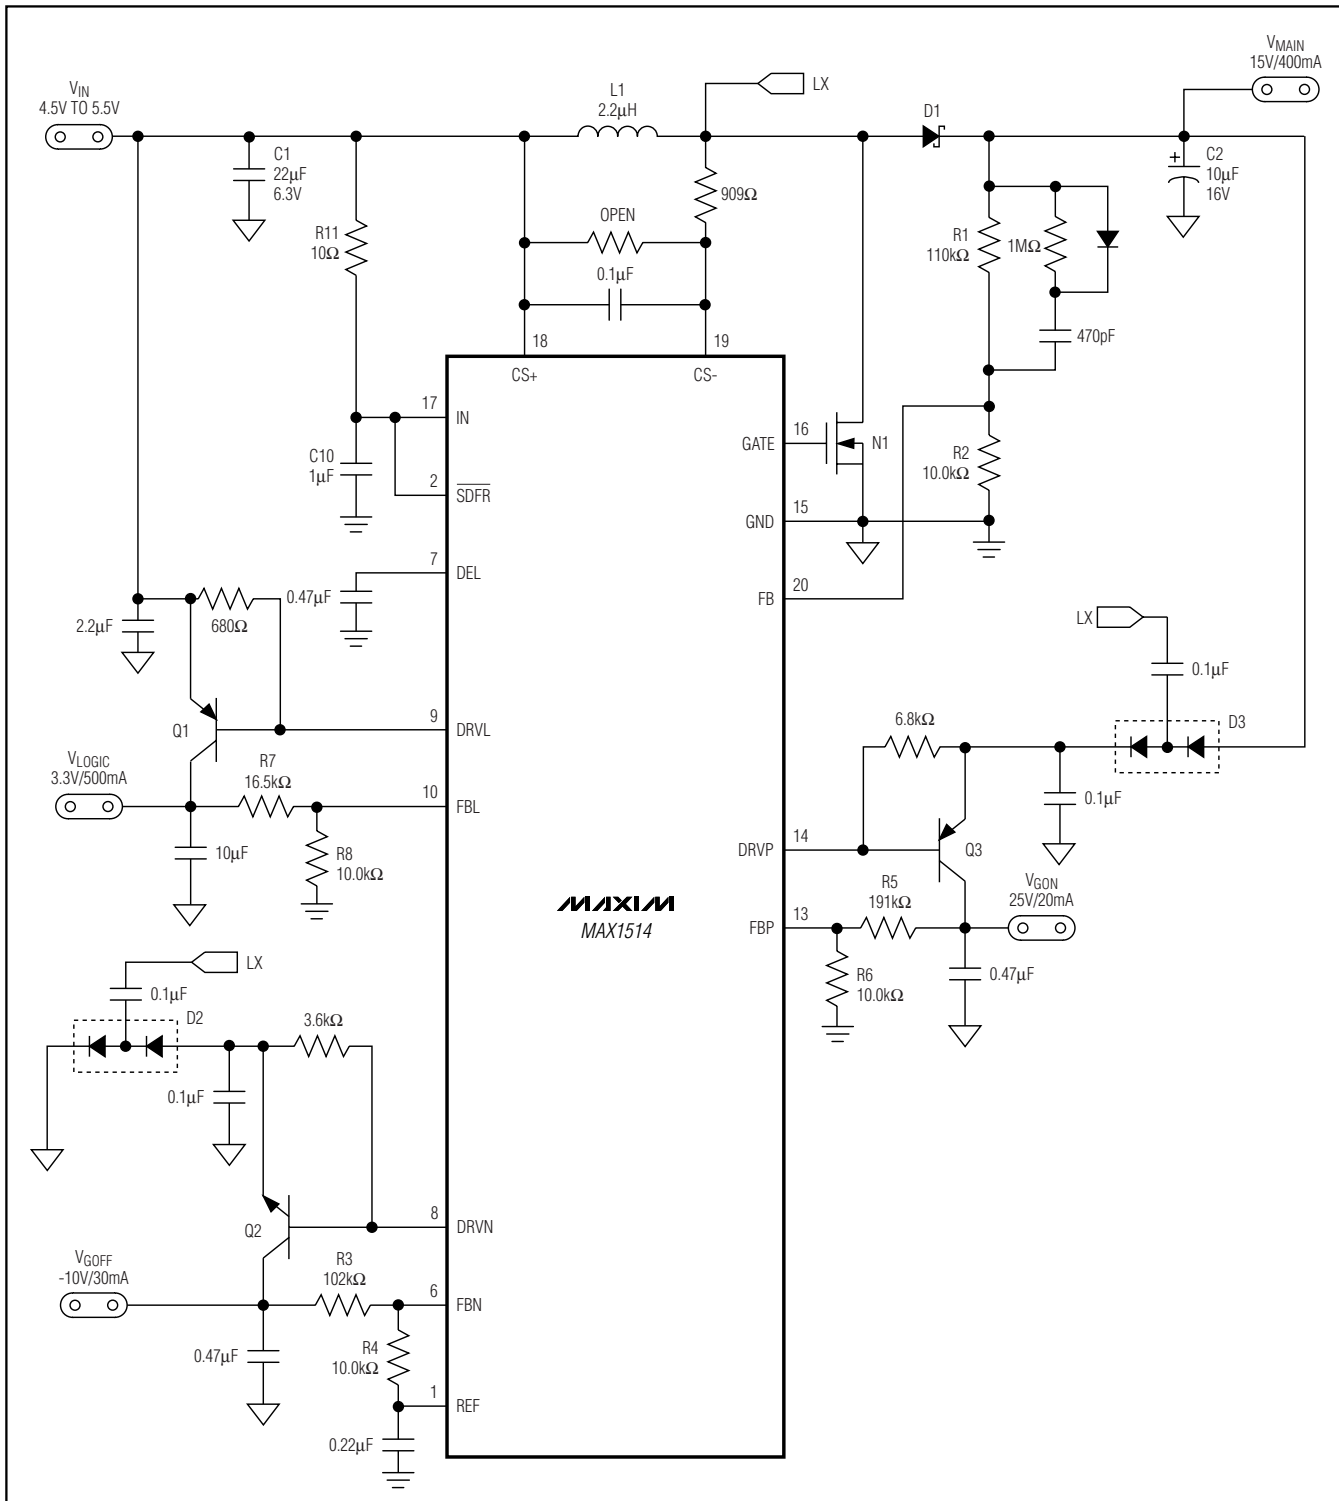 VMAIN
15V/400mA
VIN
4.5V TO 5.5V
LX
L1
2.2µH
D1
C1
22µF
6.3V
+
C2
10µF
16V
909Ω
OPEN
R11
10Ω
R1
110kΩ
1MΩ
0.1µF
470pF
18
19
CS+
CS-
17
IN
16
GATE
N1
C10
1µF
R2
10.0kΩ
2
SDFR
15
GND
7
DEL
20
FB
0.47µF
2.2µF
680Ω
LX
0.1µF
Q1
9
DRVL
6.8kΩ
D3
VLOGIC
3.3V/500mA
R7
16.5kΩ
10
FBL
0.1µF
10µF
R8
10.0kΩ
14
DRVP
Q3
R5
191kΩ
VGON
25V/20mA
MAXIM
MAX1514
13
FBP
R6
10.0kΩ
0.47µF
LX
0.1µF
D2
3.6kΩ
0.1µF
Q2
8
DRVN
VGOFF
-10V/30mA
R3
102kΩ
6
FBN
0.47µF
R4
10.0kΩ
1
REF
0.22µF